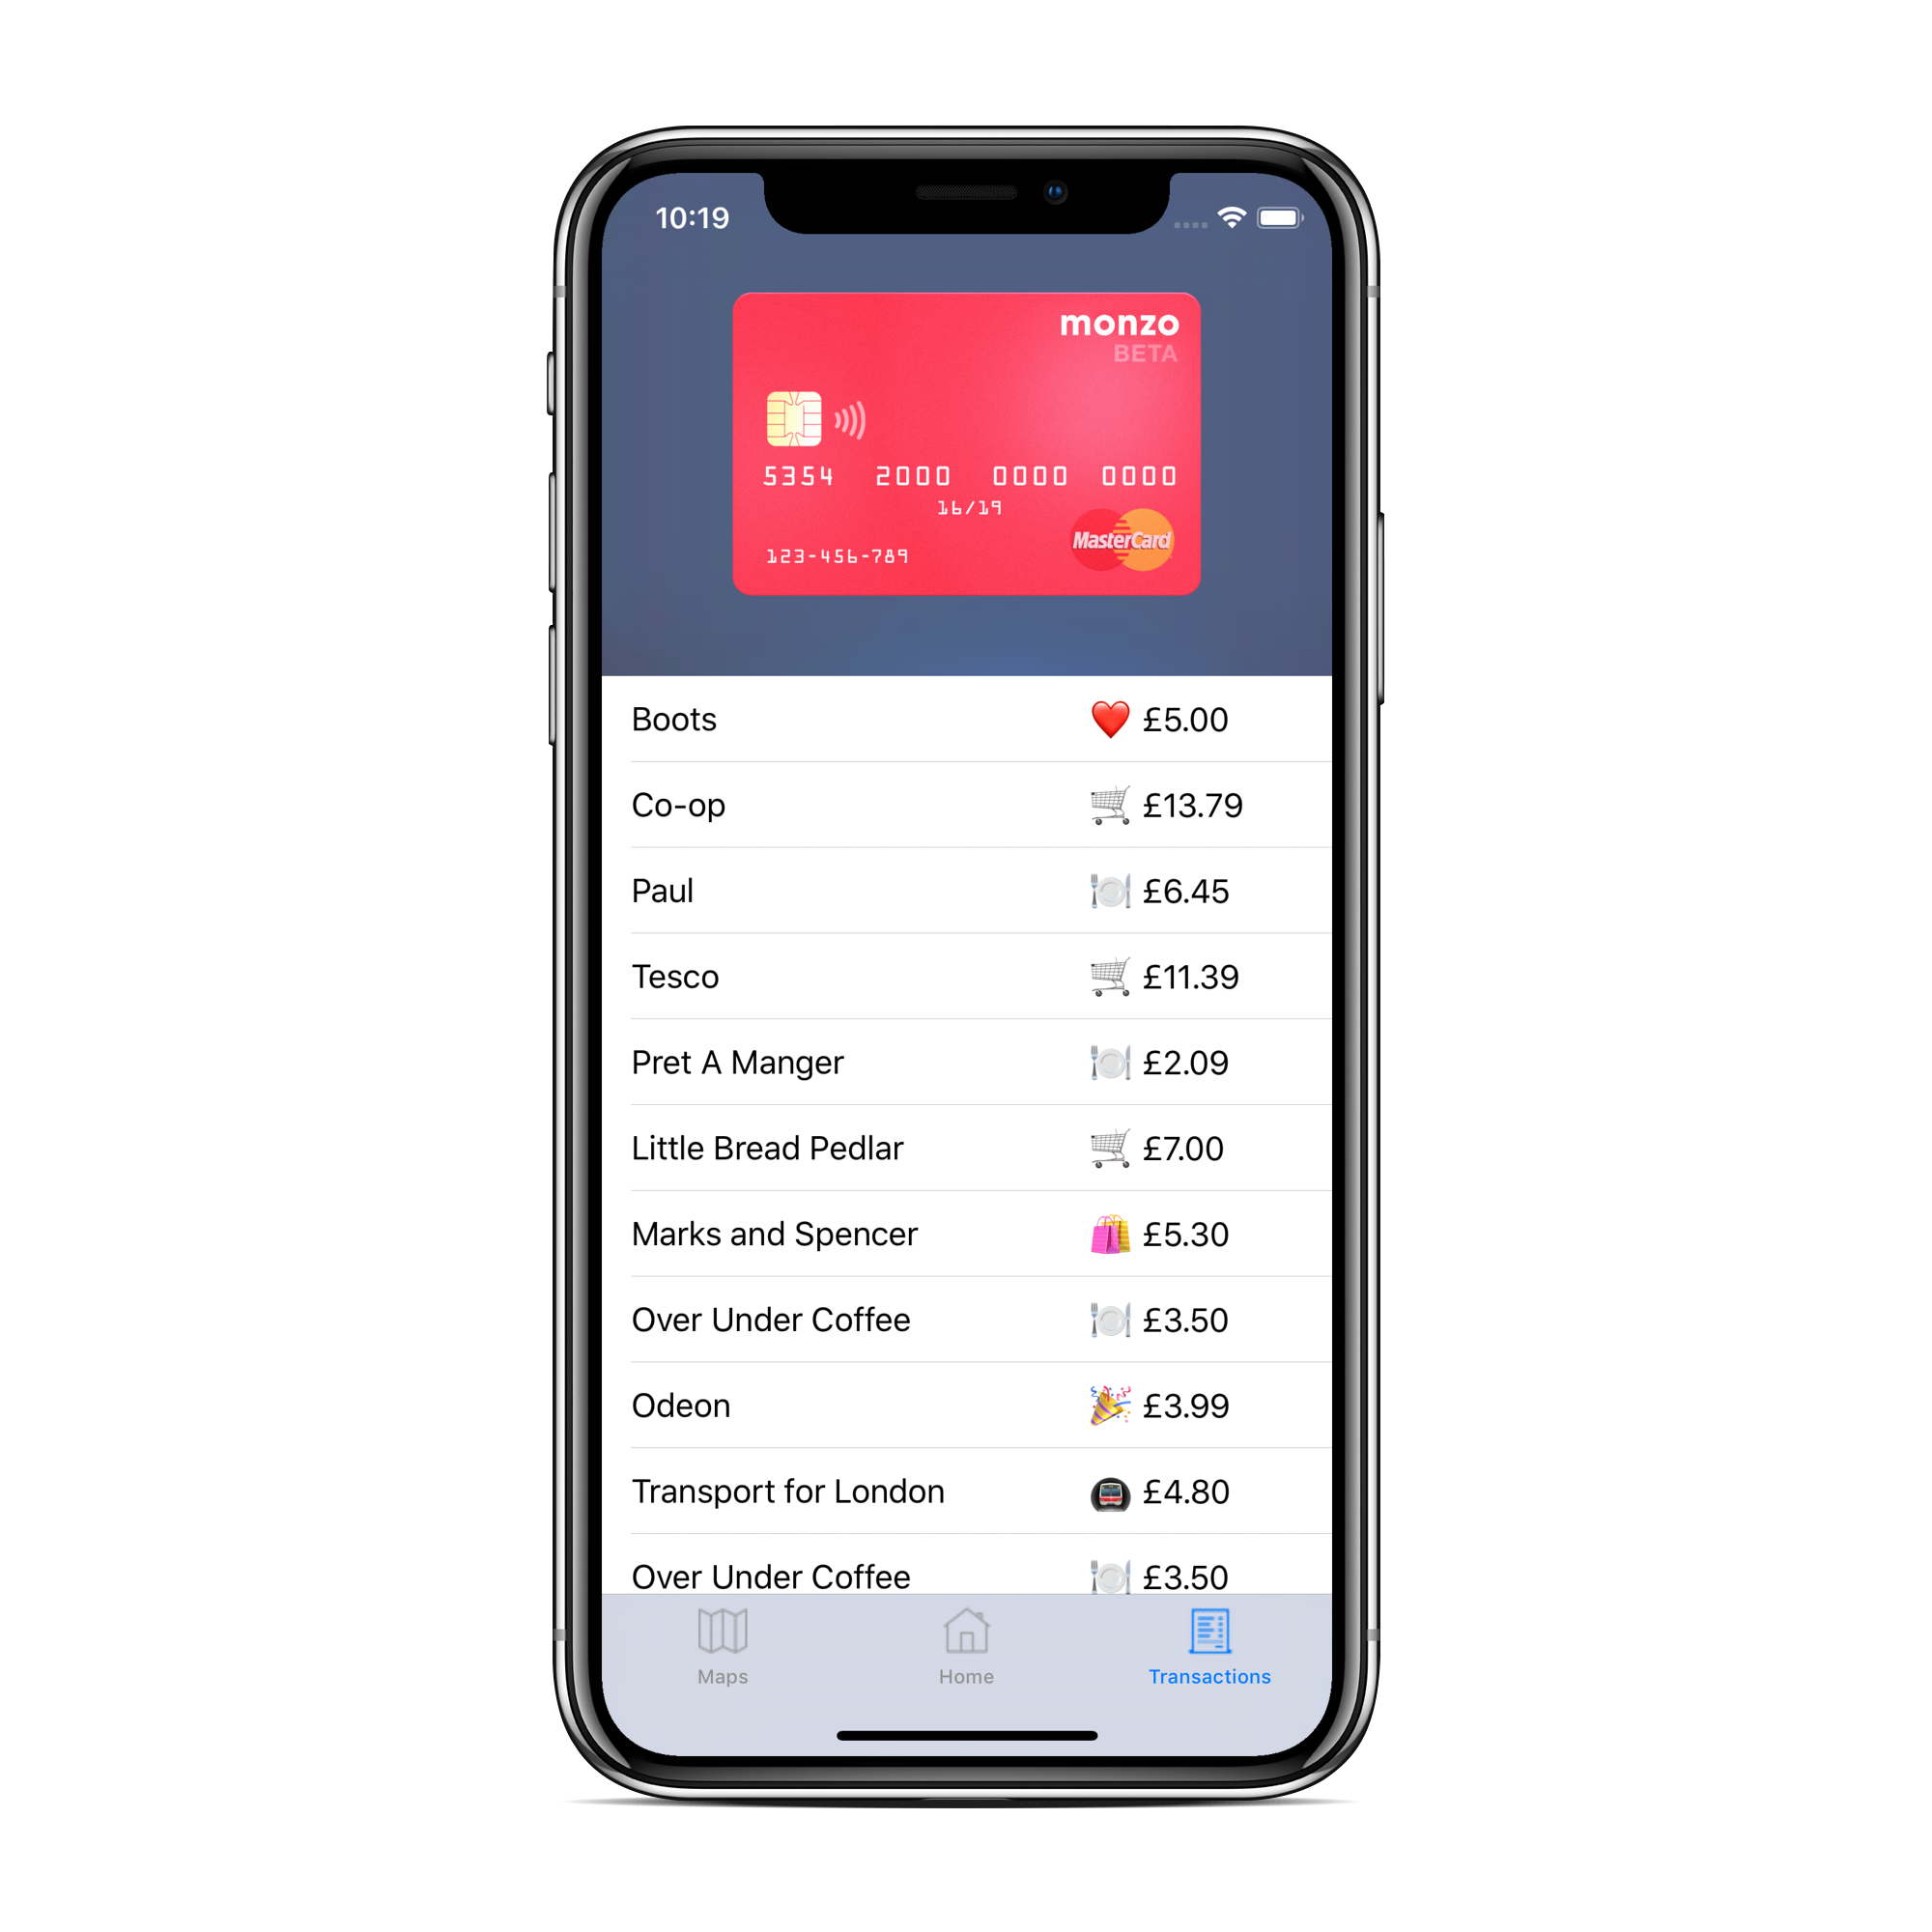 10:19
monzo
BETA
5354 2000 0000 0000
16/19
MasterCard
123-456-789
Boots ❤️ £5.00
Co-op 🛒 £13.79
Paul 🍽️ £6.45
Tesco 🛒 £11.39
Pret A Manger 🍽️ £2.09
Little Bread Pedlar 🛒 £7.00
Marks and Spencer 🛍️ £5.30
Over Under Coffee 🍽️ £3.50
Odeon 🎉 £3.99
Transport for London 🚇 £4.80
Over Under Coffee 🍽️ £3.50
Maps Home Transactions